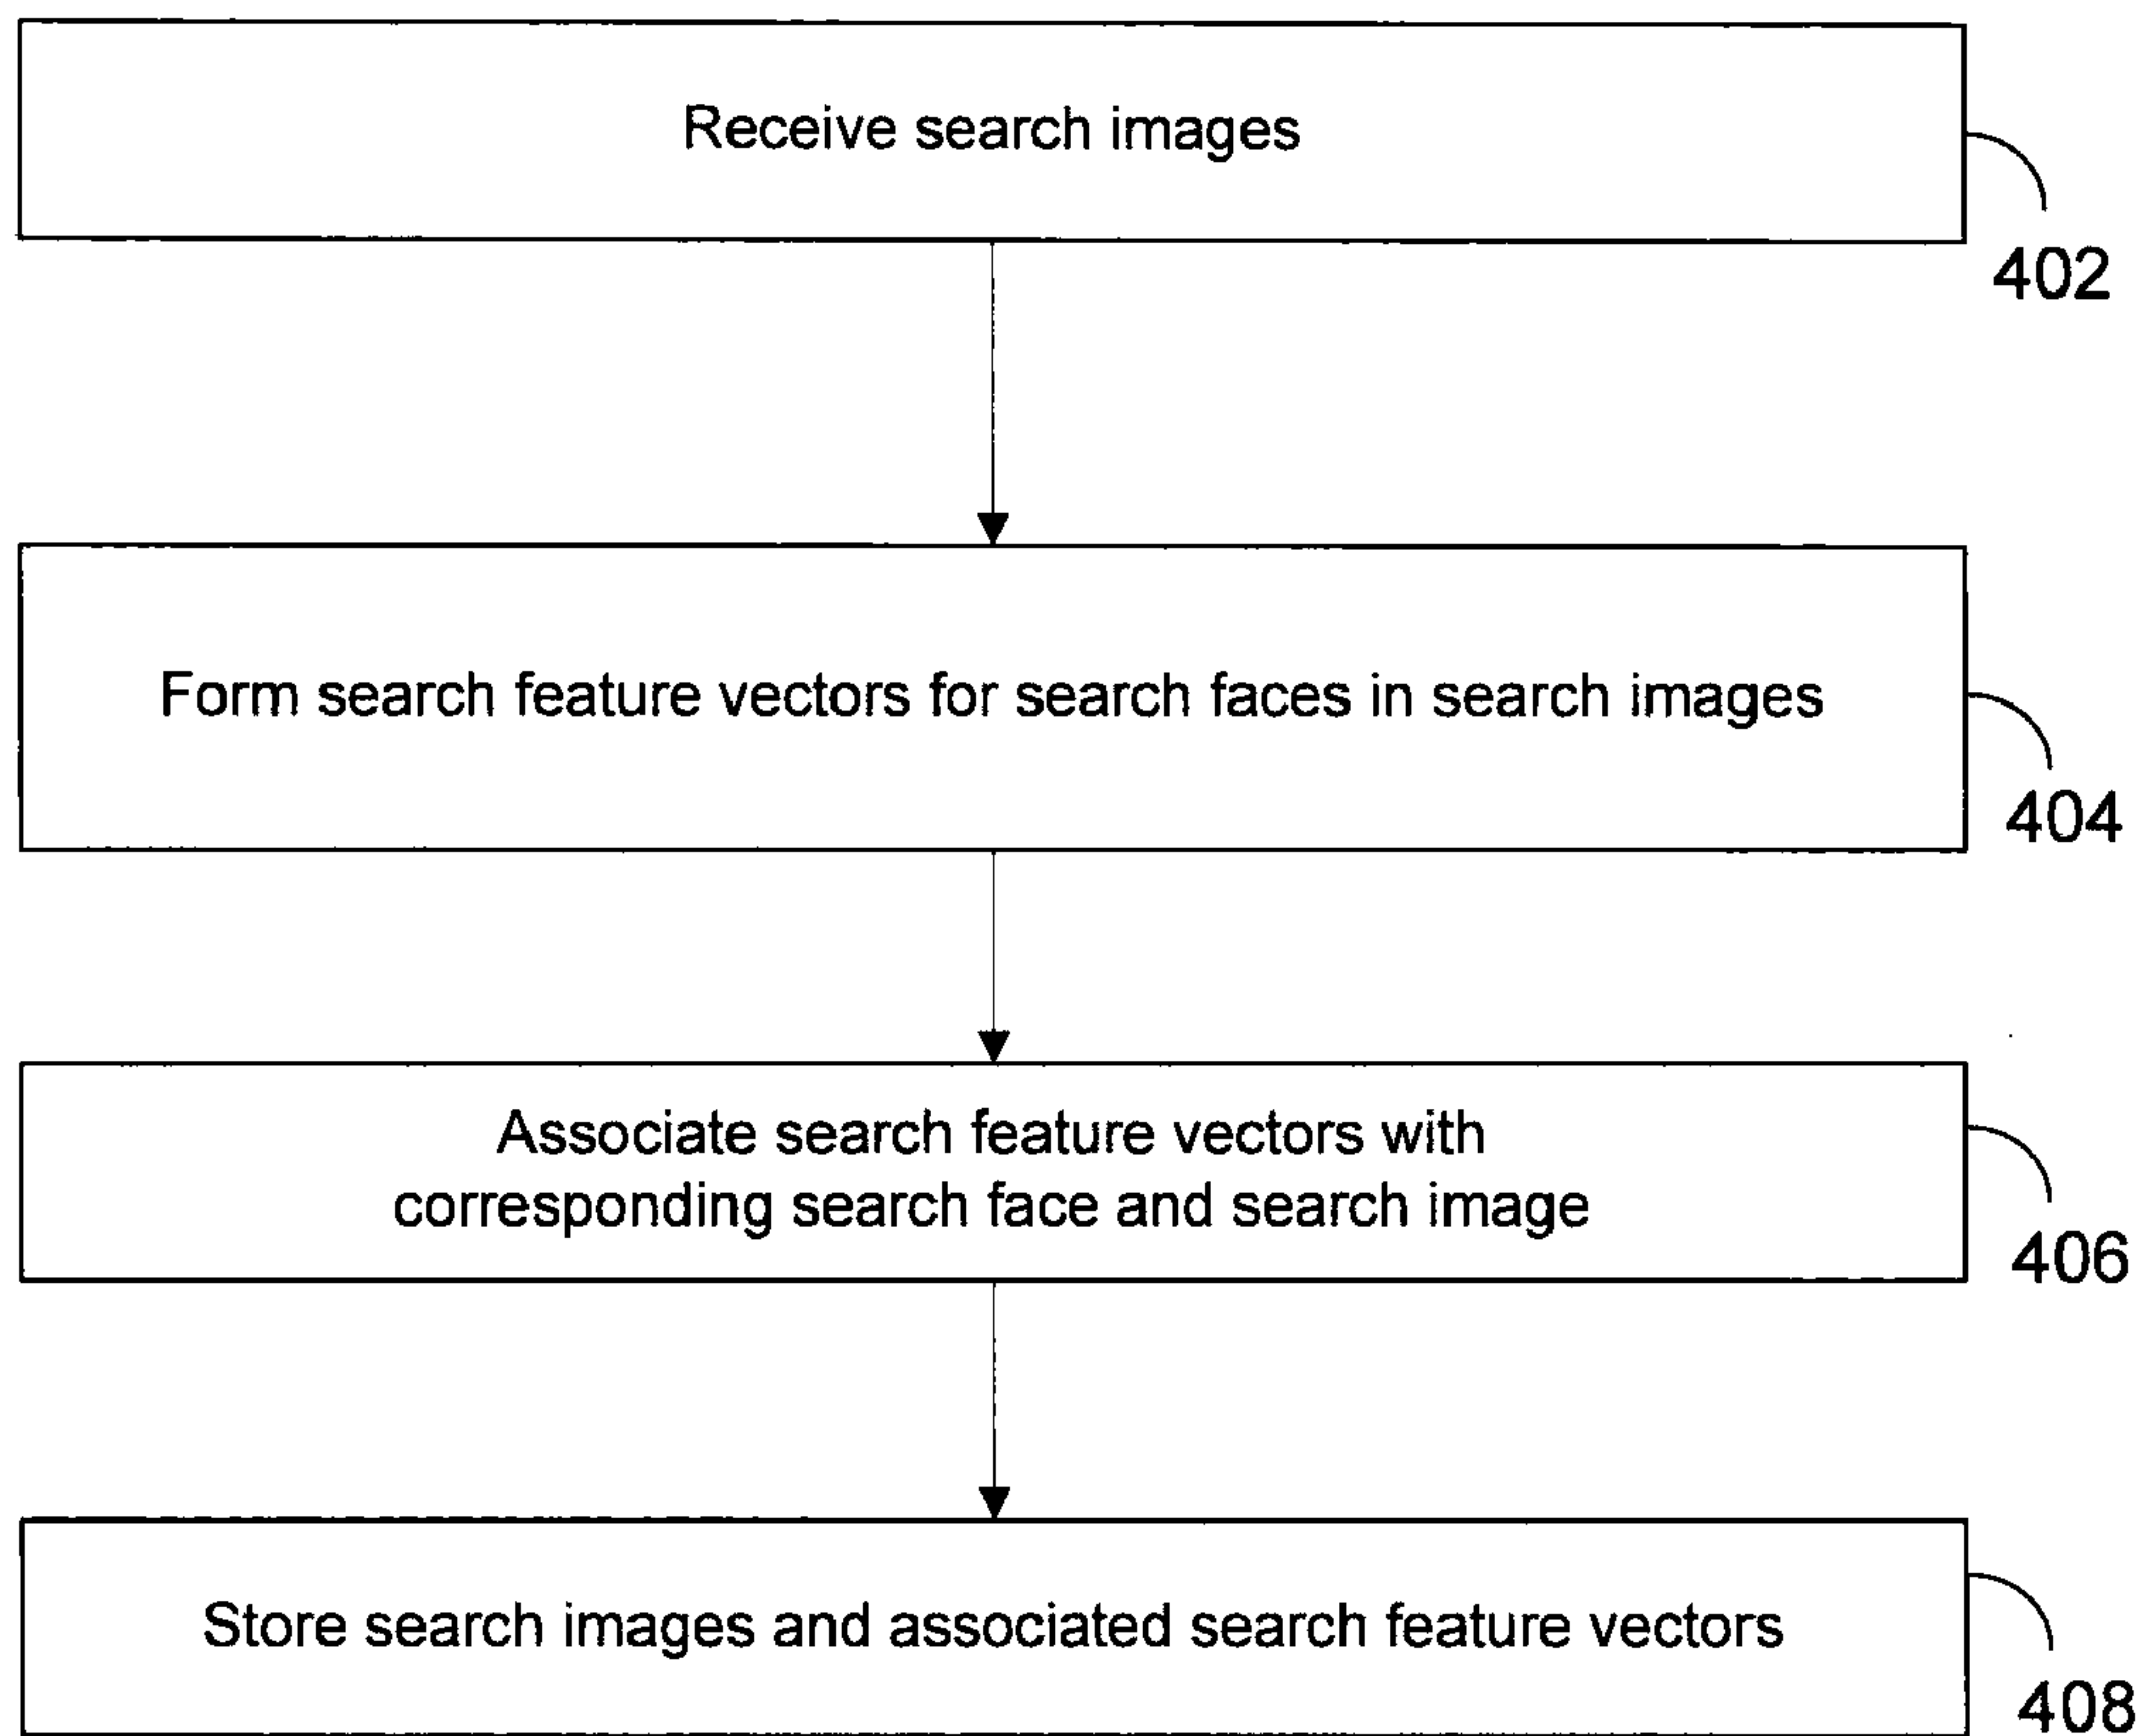 Receive search images
402
Form search feature vectors for search faces in search images
404
Associate search feature vectors with
corresponding search face and search image
406
Store search images and associated search feature vectors
408